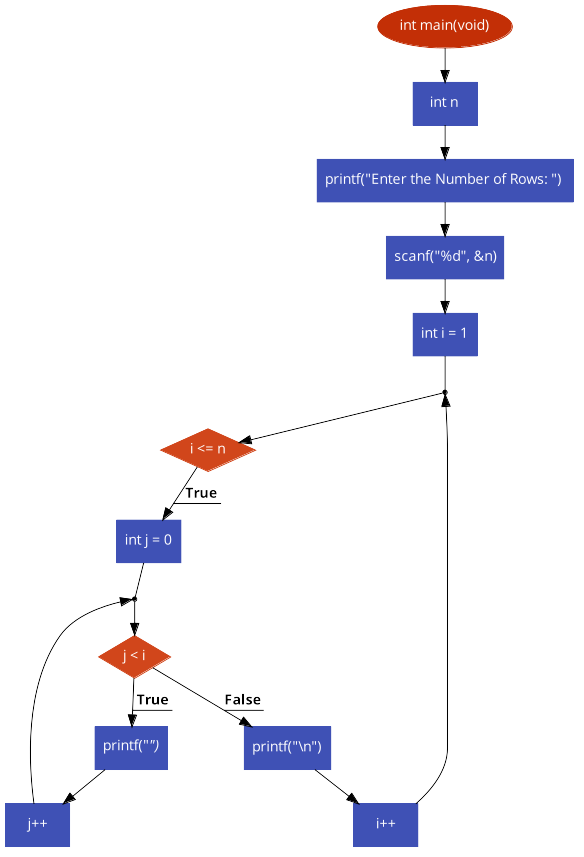 int main(void)
int n
printf("Enter the Number of Rows: ")
scanf("%d", &n)
int i = 1
i <= n
True
int j = 0
j < i
True
False
printf("")
printf("\n")
j++
i++